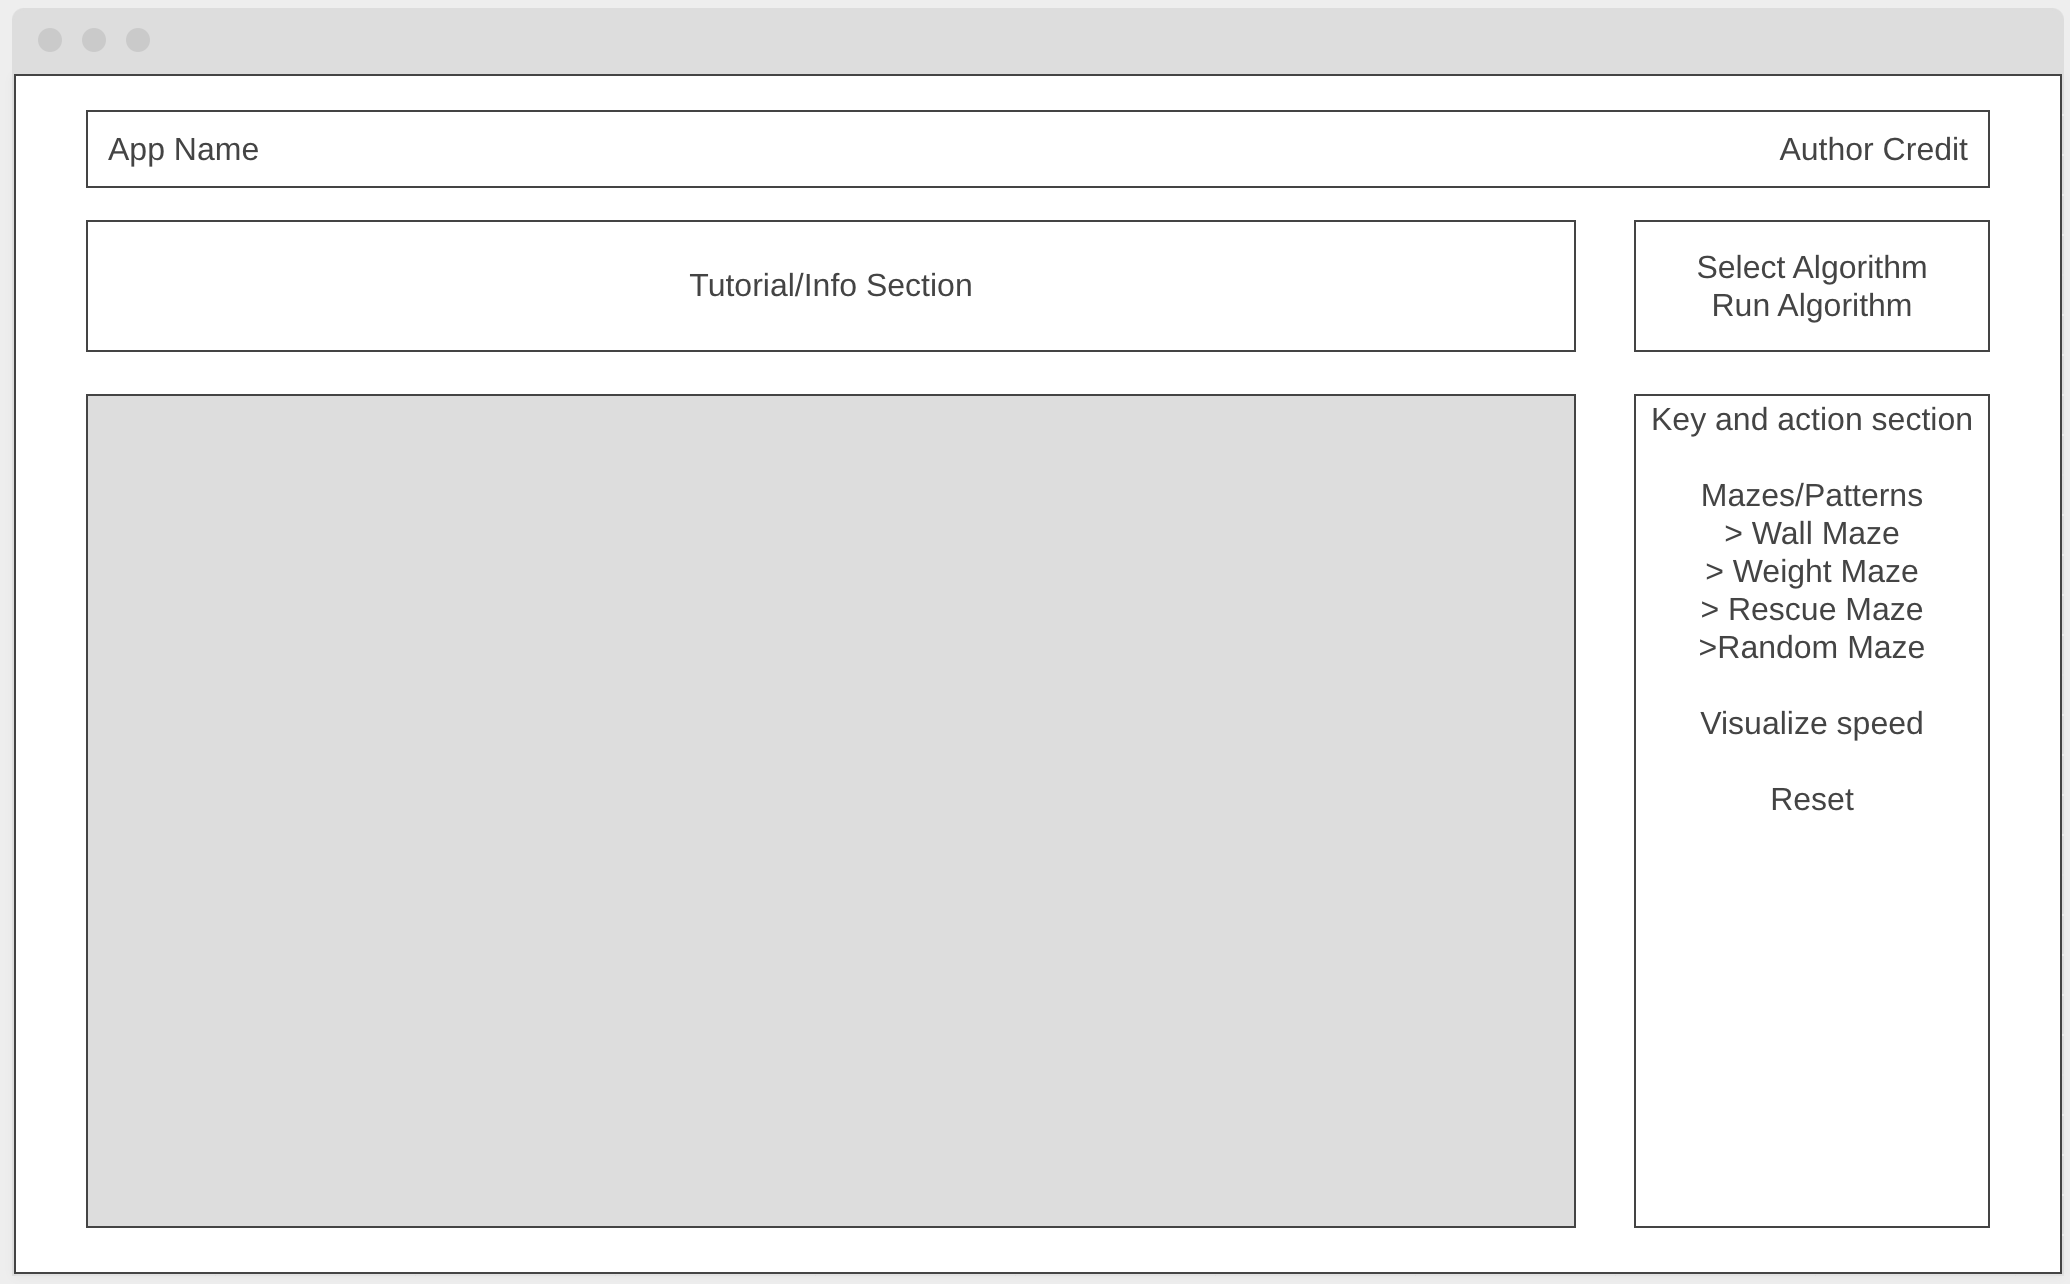 App Name
Author Credit
Tutorial/Info Section
Select Algorithm
Run Algorithm
Key and action section
Mazes/Patterns
> Wall Maze
> Weight Maze
> Rescue Maze
>Random Maze
Visualize speed
Reset